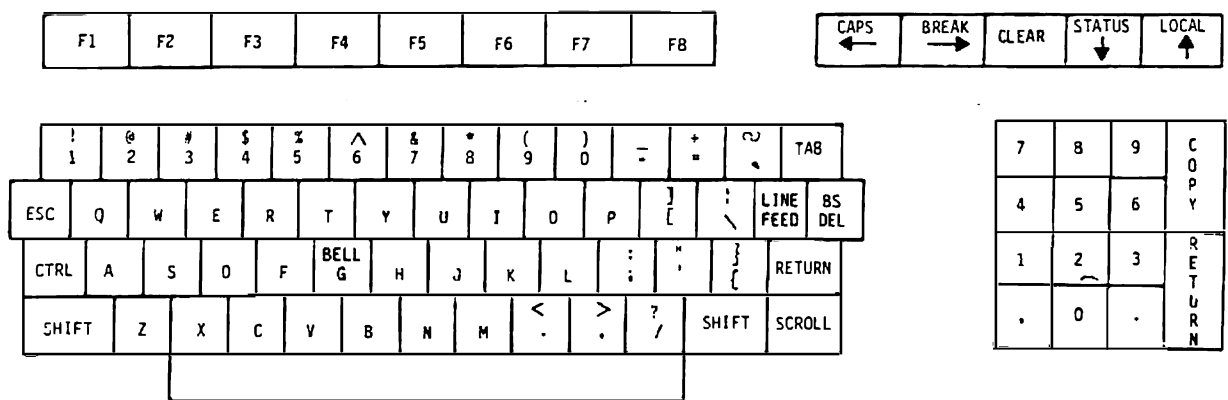 F1 F2 F3 F4 F5 F6 F7 F8 CAPS ← BREAK → CLEAR STATUS ↓ LOCAL ↑
! 1 @ 2 # 3 $ 4 % 5 ^ 6 & 7 * 8 ( 9 ) 0 _ - + = ~ ` TAB 7 8 9 COPY
ESC Q W E R T Y U I O P ] [ ¦ \ LINE FEED BS DEL 4 5 6
CTRL A S D F BELL G H J K L : ; " ' } { RETURN 1 2 3 RETURN
SHIFT Z X C V B N M < , > . ? / SHIFT SCROLL , 0 .